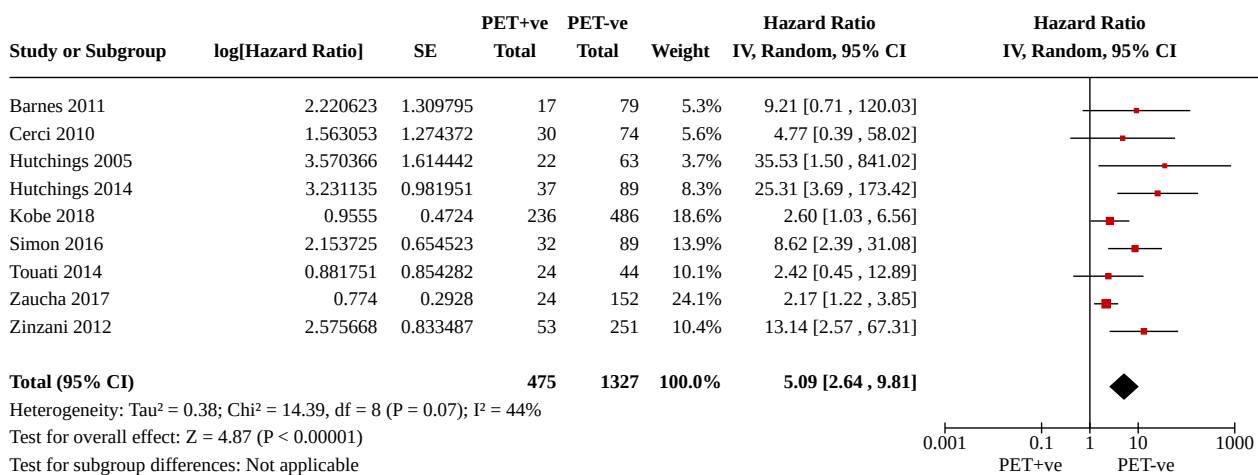 PET+ve PET-ve Hazard Ratio Hazard Ratio
Study or Subgroup log[Hazard Ratio] SE Total Total Weight IV, Random, 95% CI IV, Random, 95% CI
Barnes 2011 2.220623 1.309795 17 79 5.3% 9.21 [0.71 , 120.03]
Cerci 2010 1.563053 1.274372 30 74 5.6% 4.77 [0.39 , 58.02]
Hutchings 2005 3.570366 1.614442 22 63 3.7% 35.53 [1.50 , 841.02]
Hutchings 2014 3.231135 0.981951 37 89 8.3% 25.31 [3.69 , 173.42]
Kobe 2018 0.9555 0.4724 236 486 18.6% 2.60 [1.03 , 6.56]
Simon 2016 2.153725 0.654523 32 89 13.9% 8.62 [2.39 , 31.08]
Touati 2014 0.881751 0.854282 24 44 10.1% 2.42 [0.45 , 12.89]
Zaucha 2017 0.774 0.2928 24 152 24.1% 2.17 [1.22 , 3.85]
Zinzani 2012 2.575668 0.833487 53 251 10.4% 13.14 [2.57 , 67.31]
Total (95% CI) 475 1327 100.0% 5.09 [2.64 , 9.81]
Heterogeneity: Tau² = 0.38; Chi² = 14.39, df = 8 (P = 0.07); I² = 44%
Test for overall effect: Z = 4.87 (P < 0.00001)
Test for subgroup differences: Not applicable
0.001 0.1 1 10 1000
PET+ve PET-ve